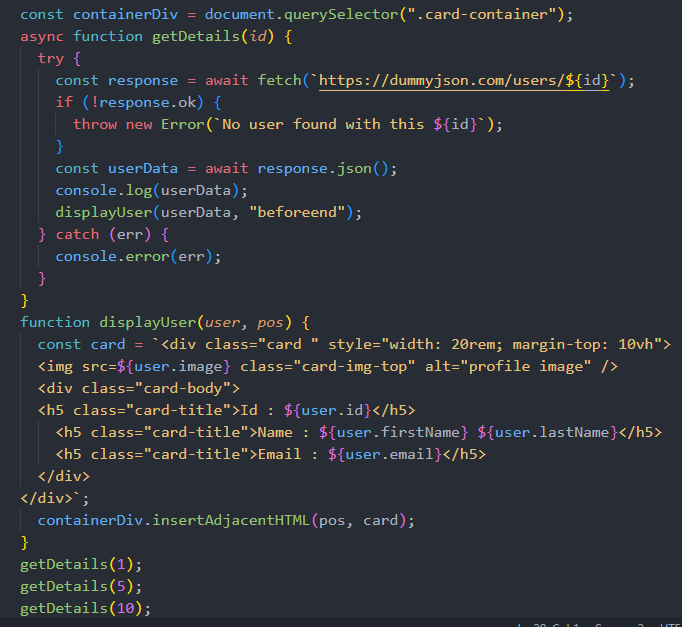 const containerDiv = document.querySelector(".card-container");
async function getDetails(id) {
  try {
    const response = await fetch(`https://dummyjson.com/users/${id}`);
    if (!response.ok) {
      throw new Error(`No user found with this ${id}`);
    }
    const userData = await response.json();
    console.log(userData);
    displayUser(userData, "beforeend");
  } catch (err) {
    console.error(err);
  }
}
function displayUser(user, pos) {
  const card = `<div class="card " style="width: 20rem; margin-top: 10vh">
  <img src=${user.image} class="card-img-top" alt="profile image" />
  <div class="card-body">
  <h5 class="card-title">Id : ${user.id}</h5>
    <h5 class="card-title">Name : ${user.firstName} ${user.lastName}</h5>
    <h5 class="card-title">Email : ${user.email}</h5>
  </div>
</div>`;
  containerDiv.insertAdjacentHTML(pos, card);
}
getDetails(1);
getDetails(5);
getDetails(10);